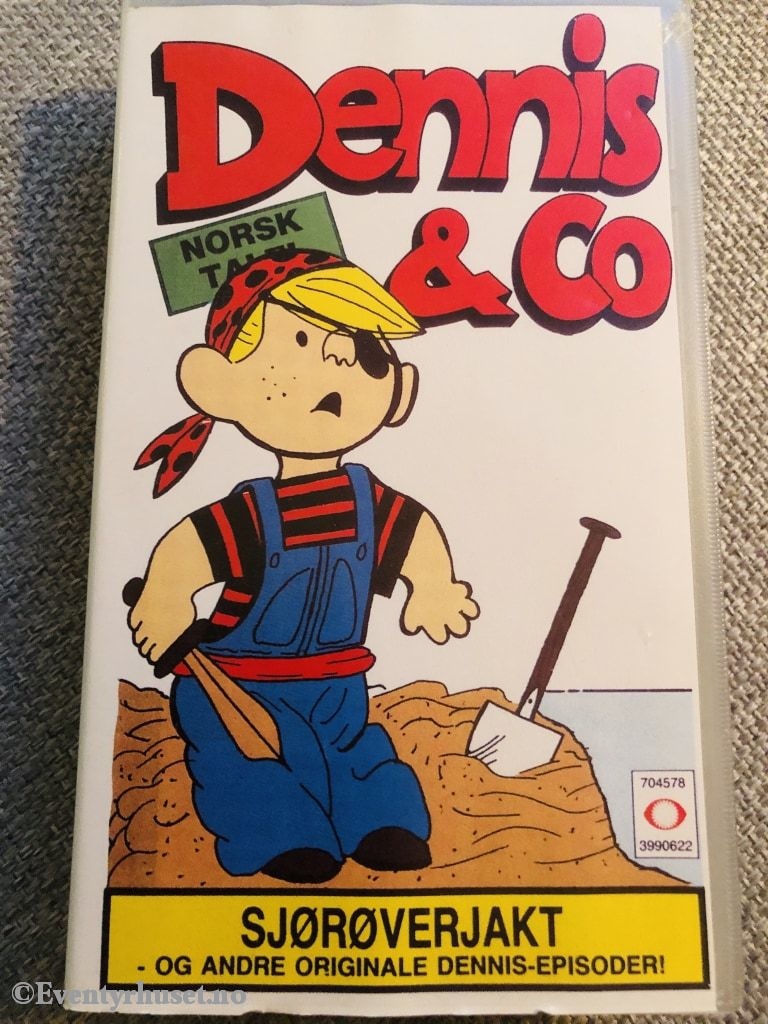 Dennis
& Co
NORSK
SJØRØVERJAKT
- OG ANDRE ORIGINALE DENNIS-EPISODER!
704578
3990622
©Eventyrhuset.no